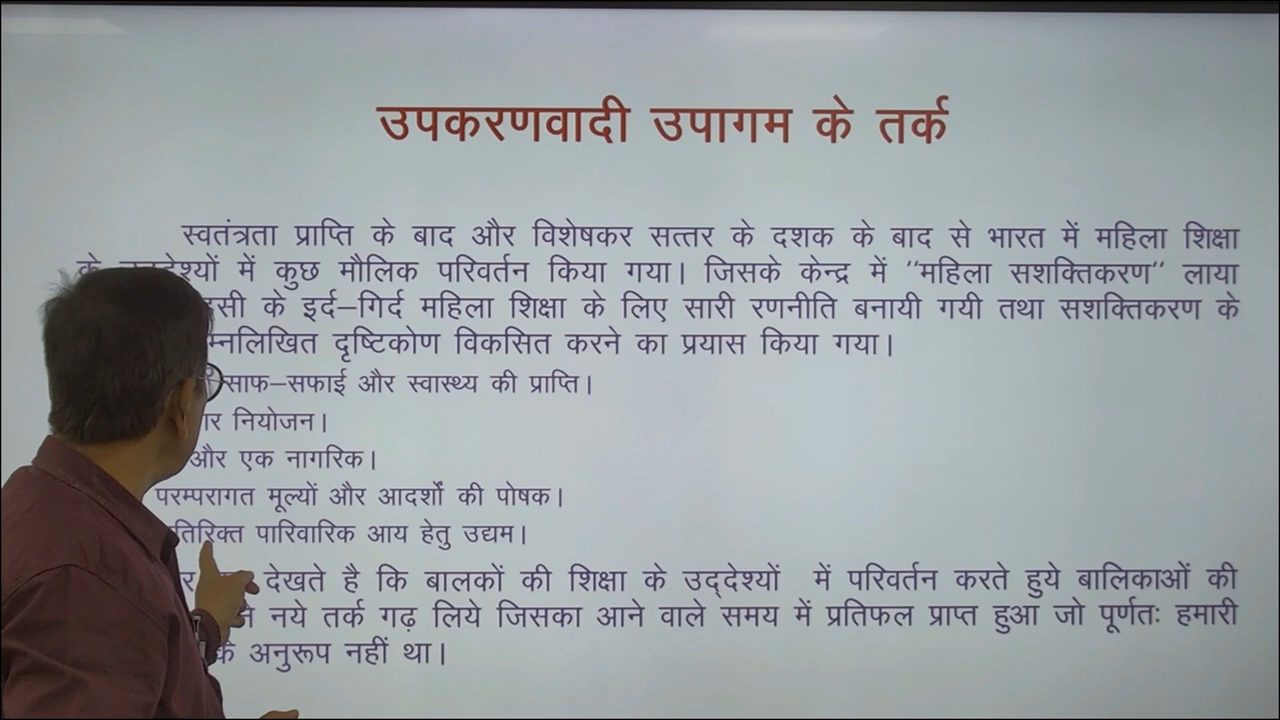 उपकरणवादी उपागम के तर्क
स्वतंत्रता प्राप्ति के बाद और विशेषकर सत्तर के दशक के बाद से भारत में महिला शिक्षा
के उद्देश्यों में कुछ मौलिक परिवर्तन किया गया। जिसके केन्द्र में "महिला सशक्तिकरण" लाया
इर्द–गिर्द महिला शिक्षा के लिए सारी रणनीति बनायी गयी तथा सशक्तिकरण के
दृष्टिकोण विकसित करने का प्रयास किया गया।
साफ–सफाई और स्वास्थ्य की प्राप्ति।
नियोजन।
और एक नागरिक।
परम्परागत मूल्यों और आदर्शों की पोषक।
पारिवारिक आय हेतु उद्यम।
देखते है कि बालकों की शिक्षा के उद्देश्यों में परिवर्तन करते हुये बालिकाओं की
नये तर्क गढ़ लिये जिसका आने वाले समय में प्रतिफल प्राप्त हुआ जो पूर्णतः हमारी
के अनुरूप नहीं था।